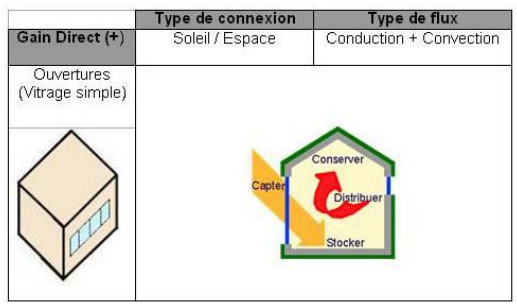 Type de connexion Type de flux
Gain Direct (+) Soleil / Espace Conduction + Convection
Ouvertures
(Vitrage simple)
Conserver
Capter
Distribuer
Stocker